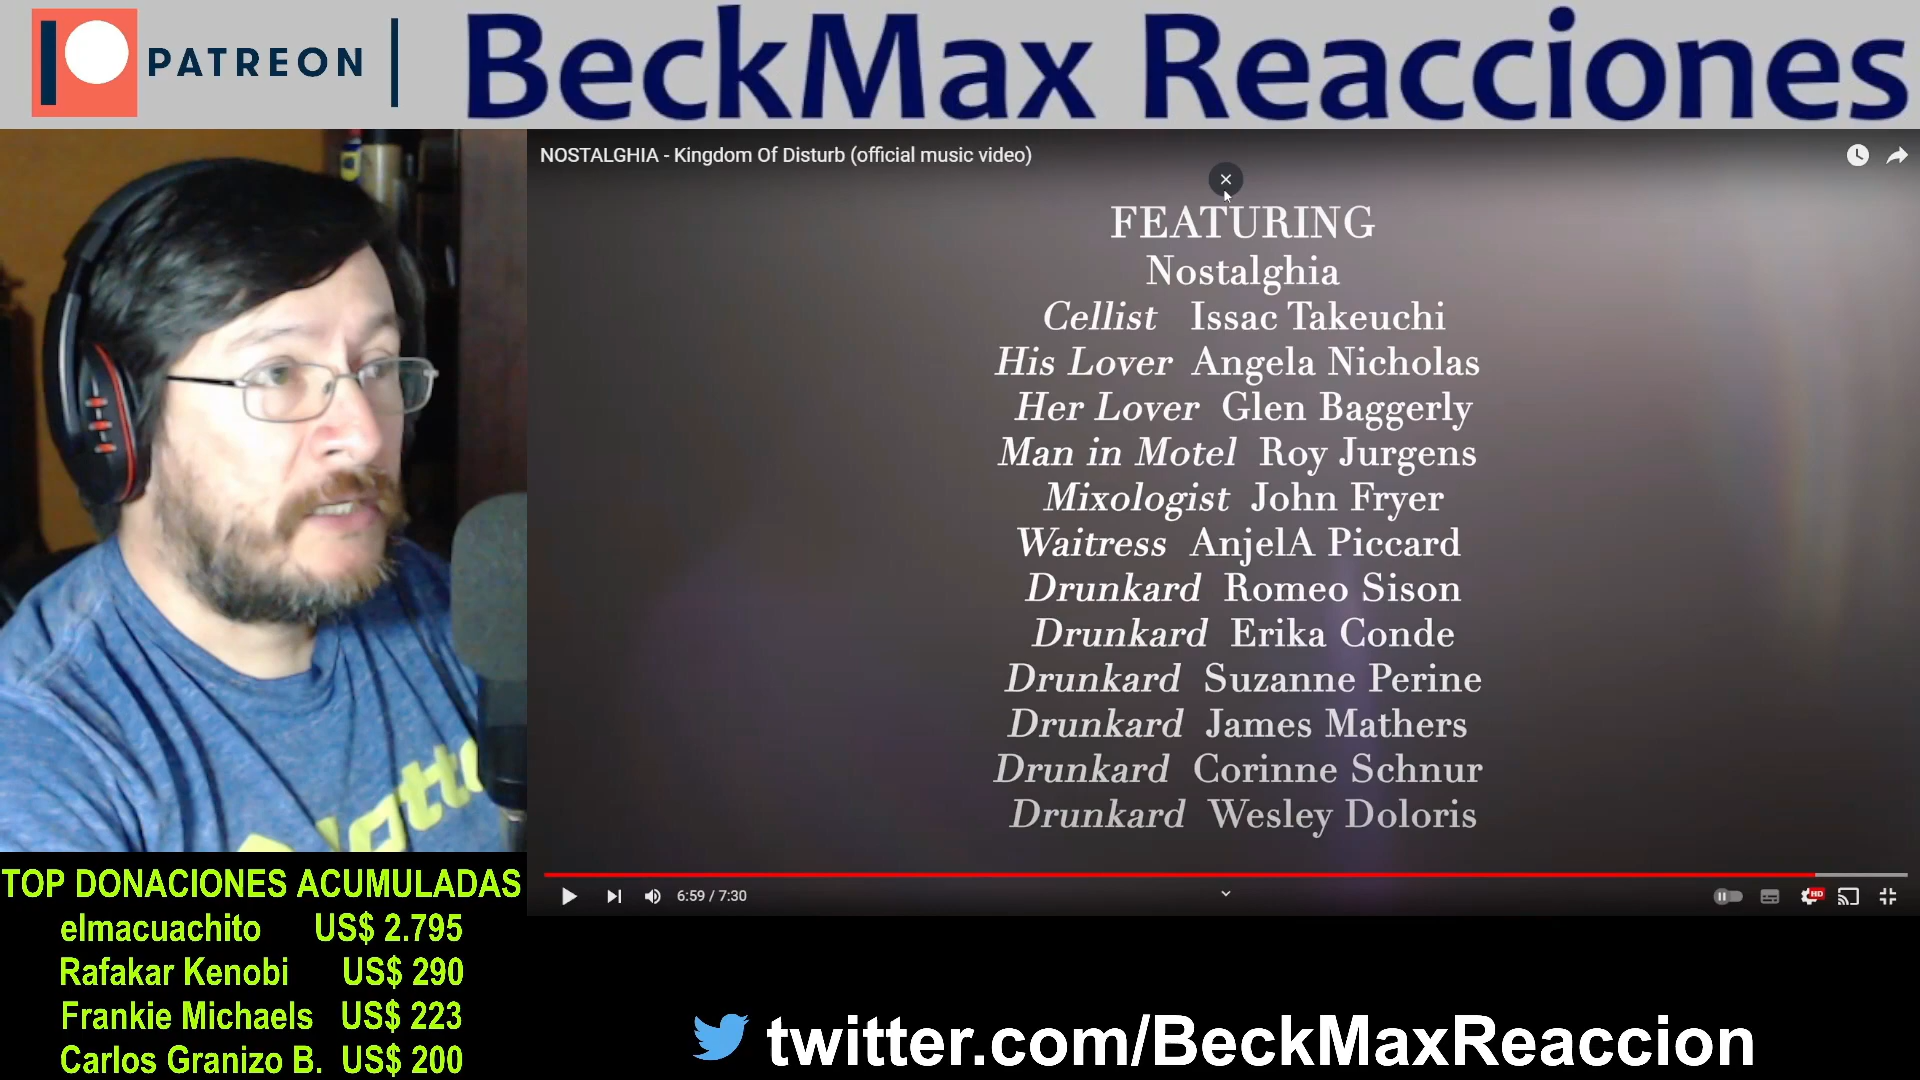 PATREON
BeckMax Reacciones
NOSTALGHIA - Kingdom Of Disturb (official music video)
FEATURING
Nostalghia
Cellist Issac Takeuchi
His Lover Angela Nicholas
Her Lover Glen Baggerly
Man in Motel Roy Jurgens
Mixologist John Fryer
Waitress AnjelA Piccard
Drunkard Romeo Sison
Drunkard Erika Conde
Drunkard Suzanne Perine
Drunkard James Mathers
Drunkard Corinne Schnur
Drunkard Wesley Doloris
6:59 / 7:30
HD
TOP DONACIONES ACUMULADAS
elmacuachito US$ 2.795
Rafakar Kenobi US$ 290
Frankie Michaels US$ 223
Carlos Granizo B. US$ 200
twitter.com/BeckMaxReaccion